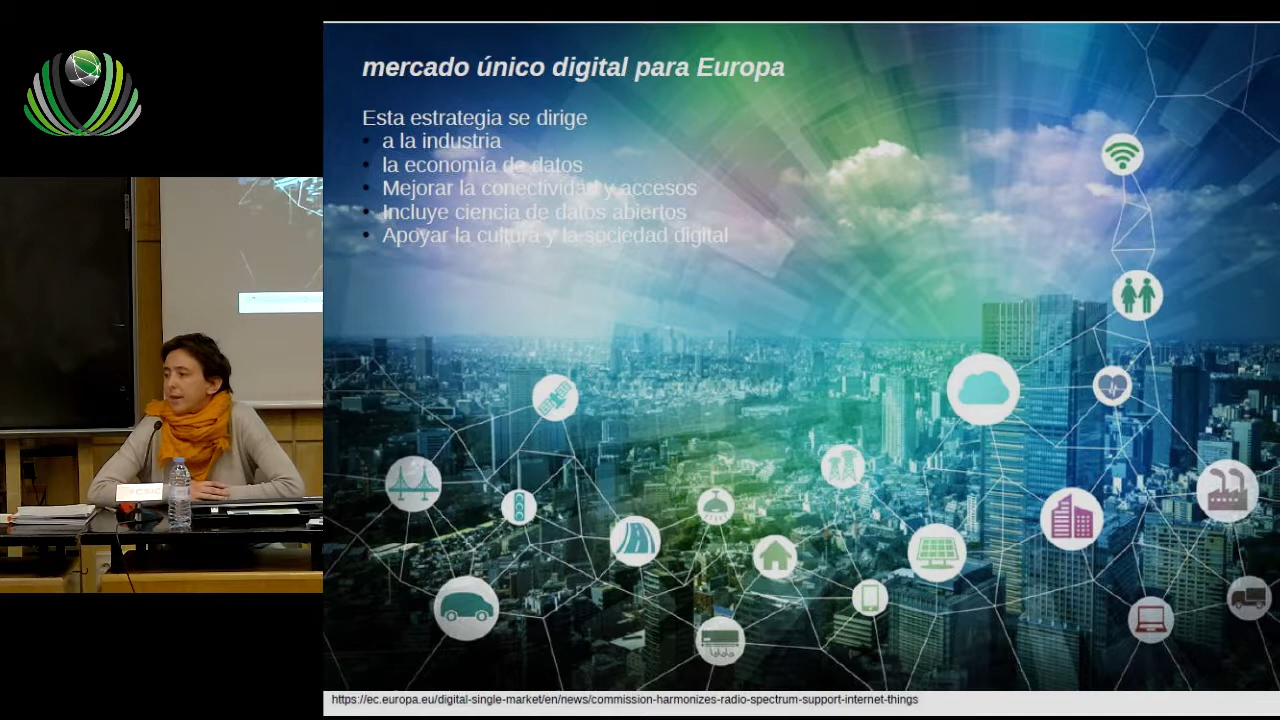 mercado único digital para Europa
Esta estrategia se dirige
• a la industria
• la economía de datos
• Mejorar la conectividad y accesos
• Incluye ciencia de datos abiertos
• Apoyar la cultura y la sociedad digital
https://ec.europa.eu/digital-single-market/en/news/commission-harmonizes-radio-spectrum-support-internet-things